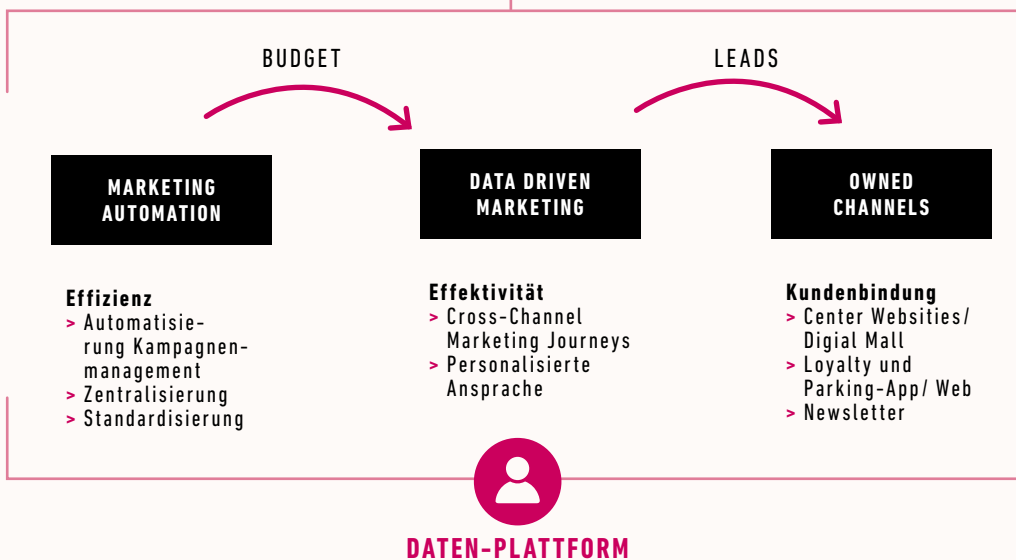 BUDGET
LEADS
MARKETING
AUTOMATION
DATA DRIVEN
MARKETING
OWNED
CHANNELS
Effizienz
> Automatisie-
rung Kampagnen-
management
> Zentralisierung
> Standardisierung
Effektivität
> Cross-Channel
Marketing Journeys
> Personalisierte
Ansprache
Kundenbindung
> Center Websities/
Digial Mall
> Loyalty und
Parking-App/ Web
> Newsletter
DATEN-PLATTFORM